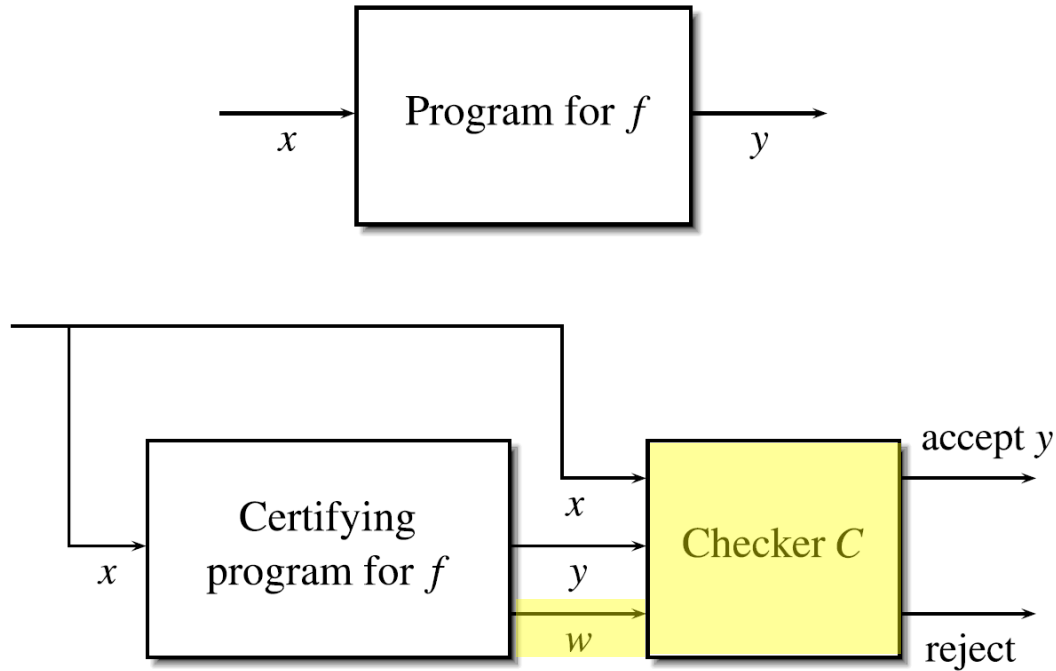 Program for f
x
y
accept y
x
Certifying
program for f
Checker C
x
y
w
reject